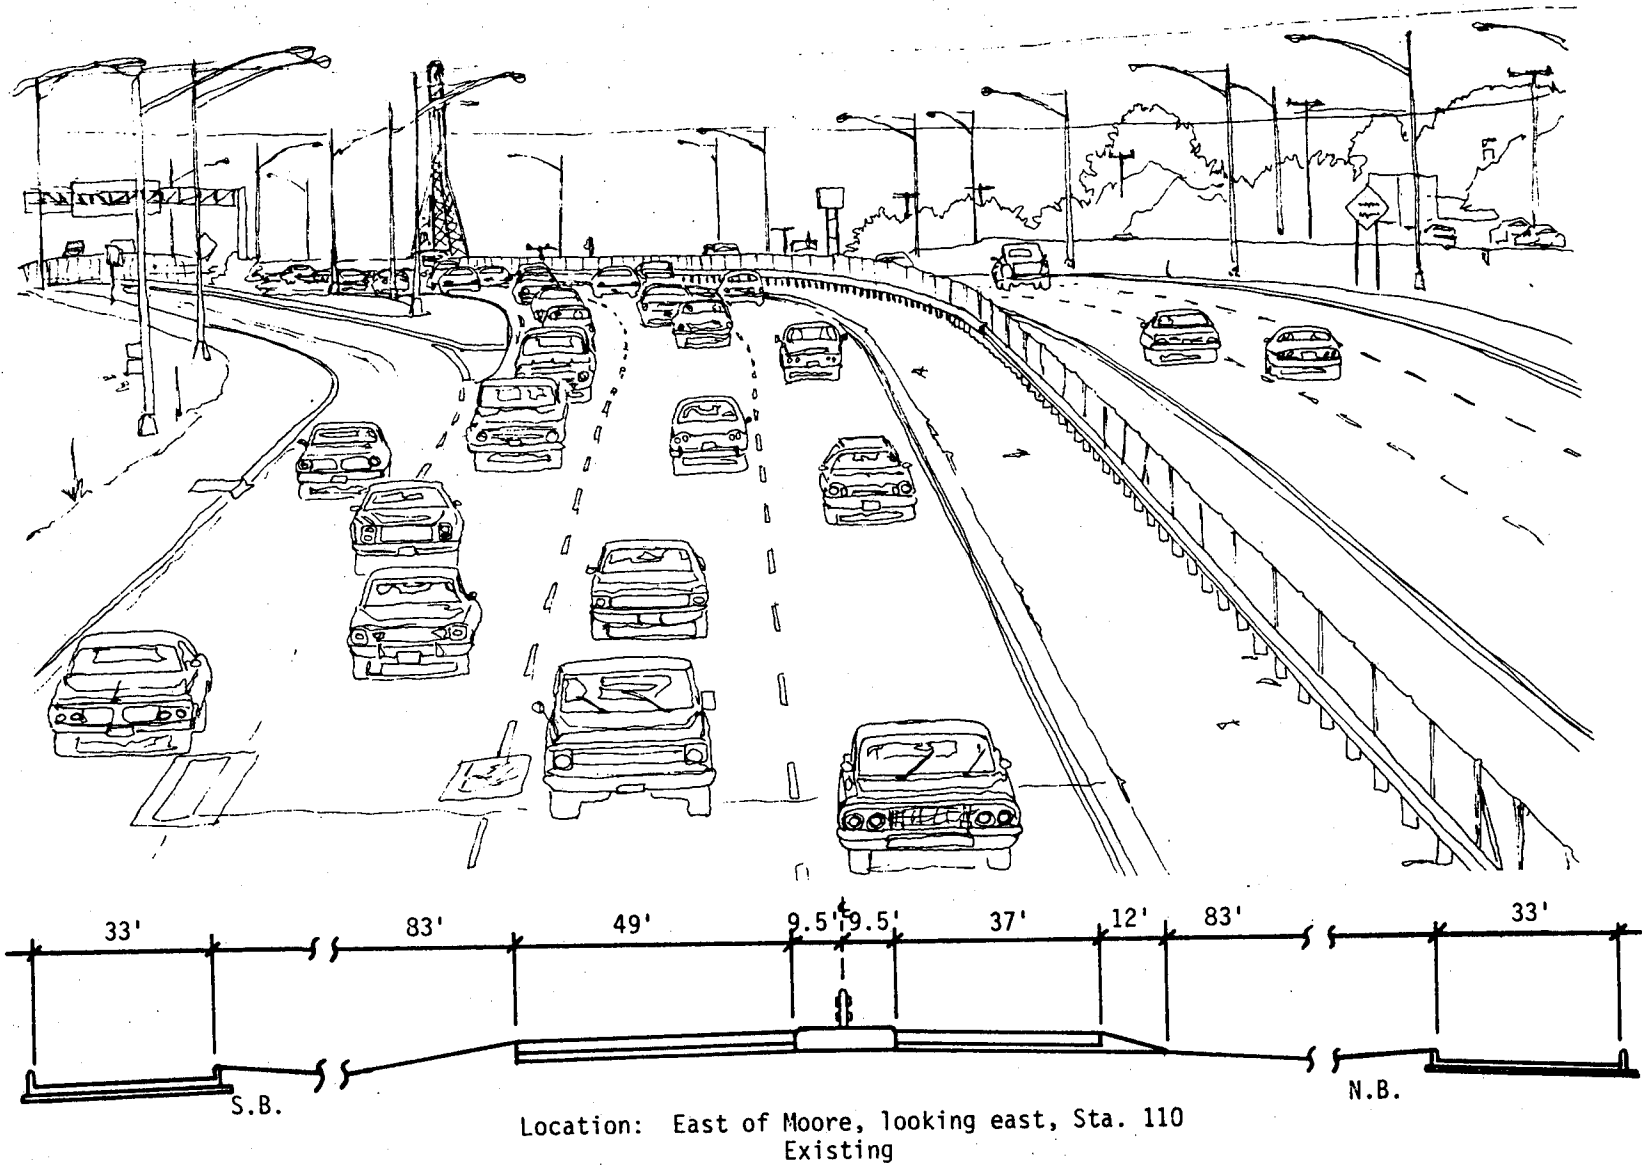 33' 83' 49' 9.5' ℄ 9.5' 37' 12' 83' 33'
S.B.
N.B.
Location: East of Moore, looking east, Sta. 110
Existing